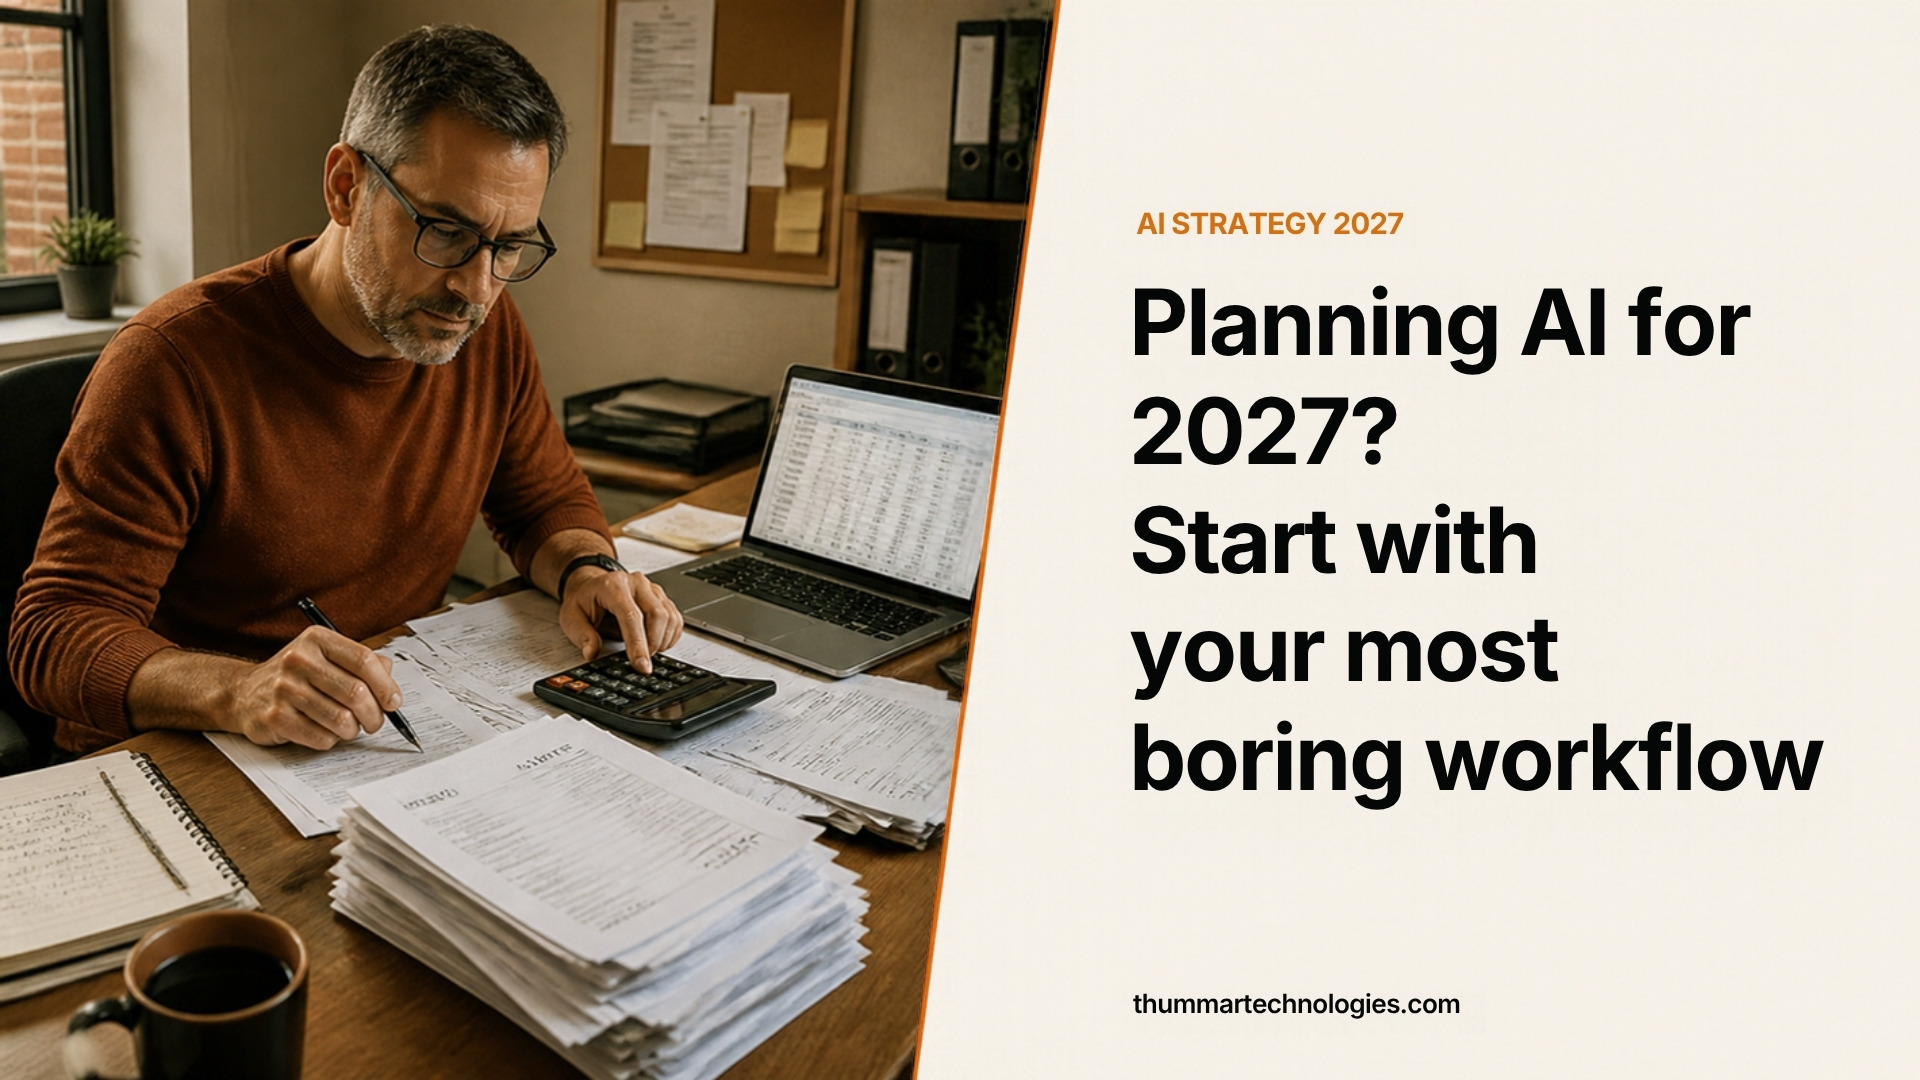 AI STRATEGY 2027
Planning AI for
2027?
Start with
your most
boring workflow
thummartechnologies.com